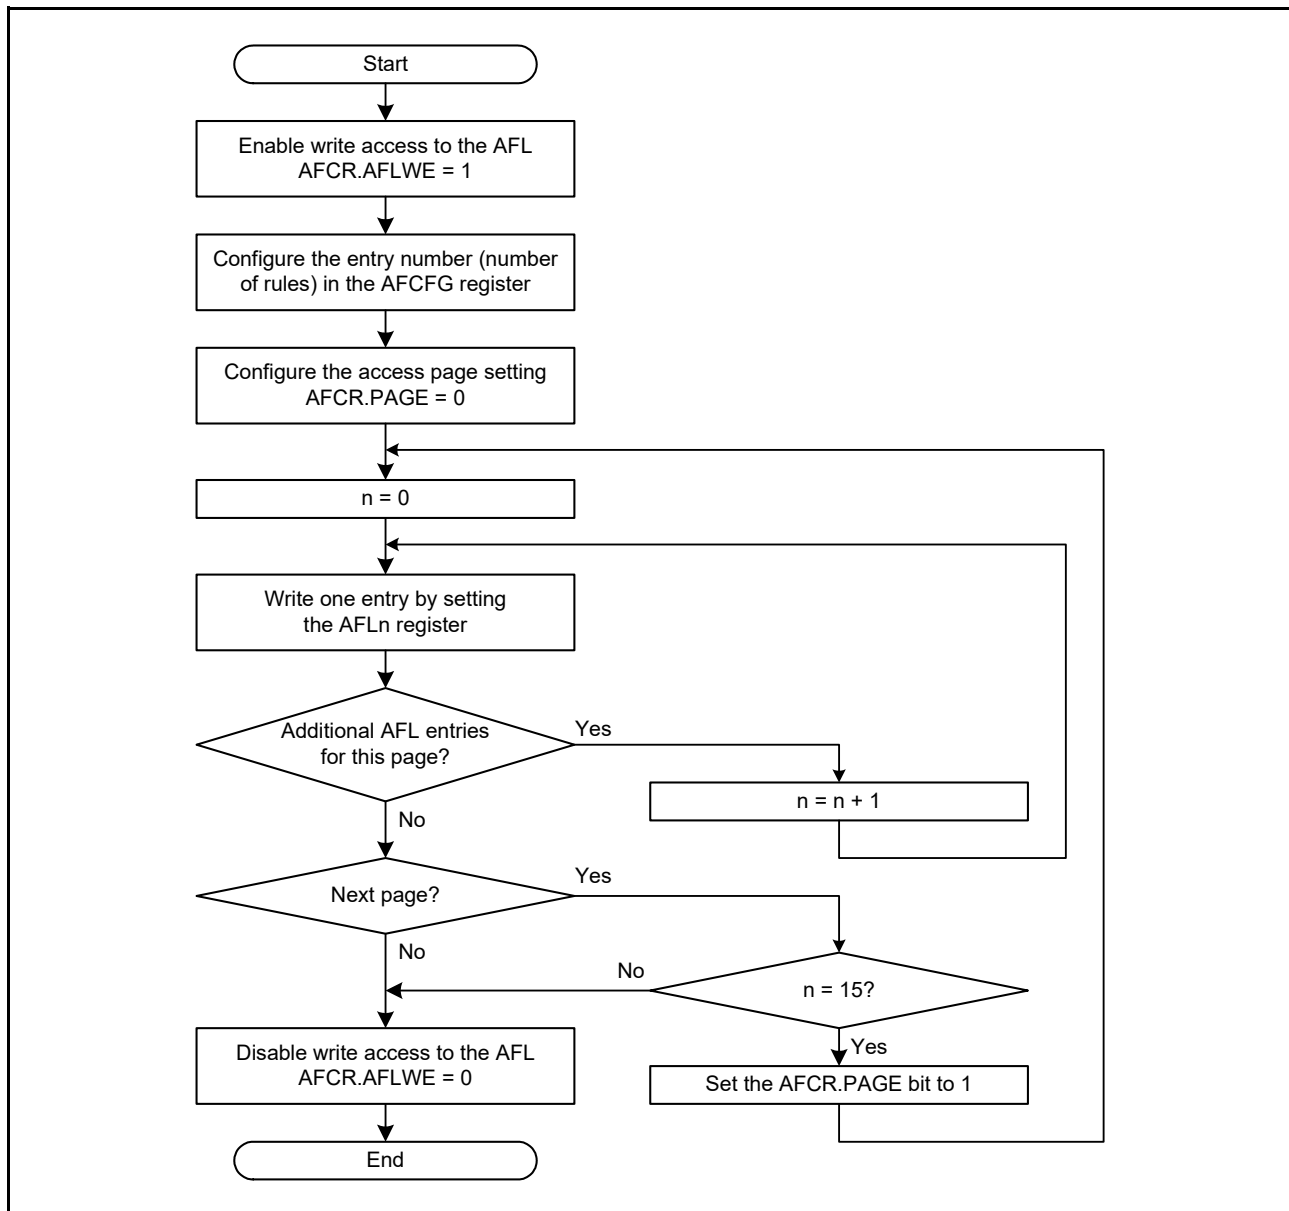 Start
Enable write access to the AFL
AFCR.AFLWE = 1
Configure the entry number (number
of rules) in the AFCFG register
Configure the access page setting
AFCR.PAGE = 0
n = 0
Write one entry by setting
the AFLn register
Additional AFL entries
for this page?
Yes
n = n + 1
No
Next page?
Yes
No
n = 15?
No
Yes
Set the AFCR.PAGE bit to 1
Disable write access to the AFL
AFCR.AFLWE = 0
End